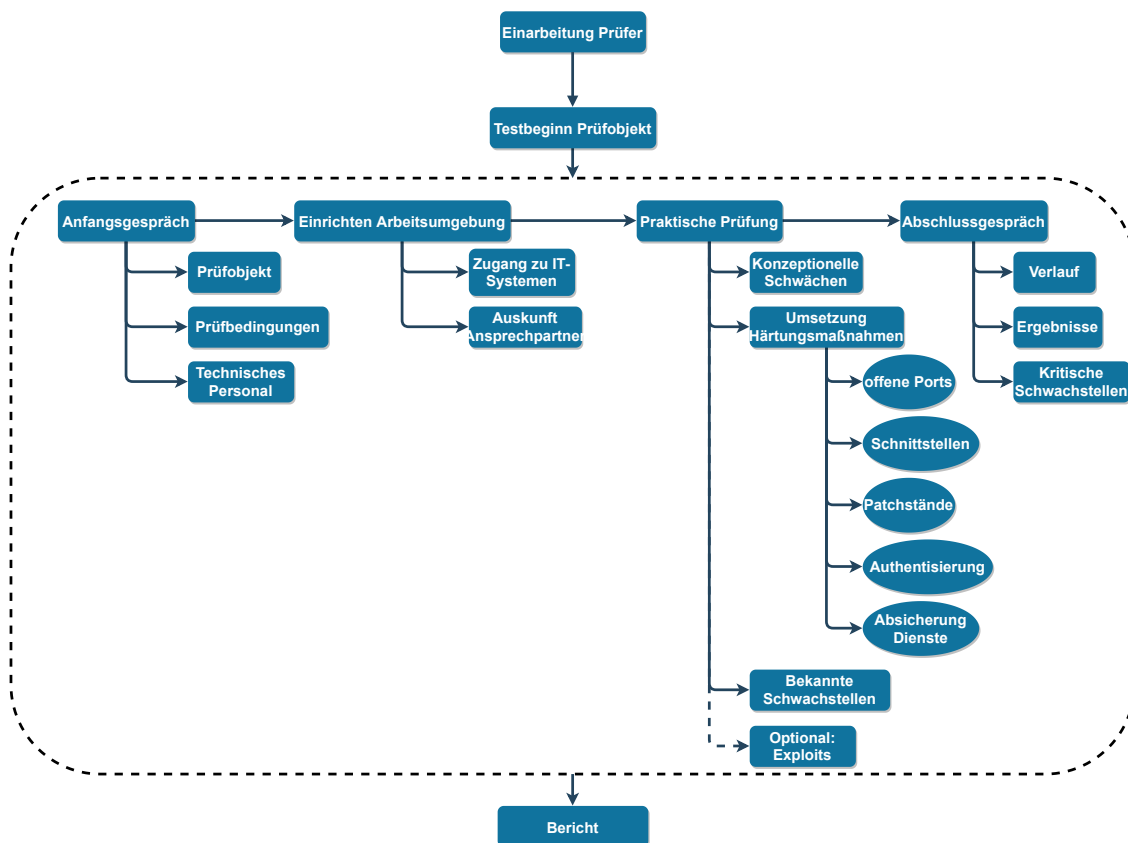 Einarbeitung Prüfer
Testbeginn Prüfobjekt
Anfangsgespräch
Einrichten Arbeitsumgebung
Praktische Prüfung
Abschlussgespräch
Prüfobjekt
Prüfbedingungen
Technisches
Personal
Zugang zu IT-
Systemen
Auskunft
Ansprechpartner
Konzeptionelle
Schwächen
Umsetzung
Härtungsmaßnahmen
offene Ports
Schnittstellen
Patchstände
Authentisierung
Absicherung
Dienste
Bekannte
Schwachstellen
Optional:
Exploits
Verlauf
Ergebnisse
Kritische
Schwachstellen
Bericht